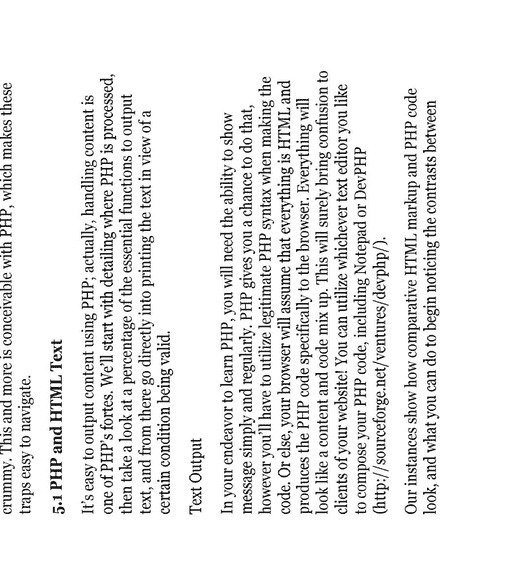 crummy. This and more is conceivable with PHP, which makes these
traps easy to navigate.
5.1 PHP and HTML Text
It's easy to output content using PHP; actually, handling content is
one of PHP's fortes. We'll start with detailing where PHP is processed,
then take a look at a percentage of the essential functions to output
text, and from there go directly into printing the text in view of a
certain condition being valid.
Text Output
In your endeavor to learn PHP, you will need the ability to show
message simply and regularly. PHP gives you a chance to do that,
however you'll have to utilize legitimate PHP syntax when making the
code. Or else, your browser will assume that everything is HTML and
produces the PHP code specifically to the browser. Everything will
look like a content and code mix up. This will surely bring confusion to
clients of your website! You can utilize whichever text editor you like
to compose your PHP code, including Notepad or DevPHP
(http://sourceforge.net/ventures/devphp/).
Our instances show how comparative HTML markup and PHP code
look, and what you can do to begin noticing the contrasts between